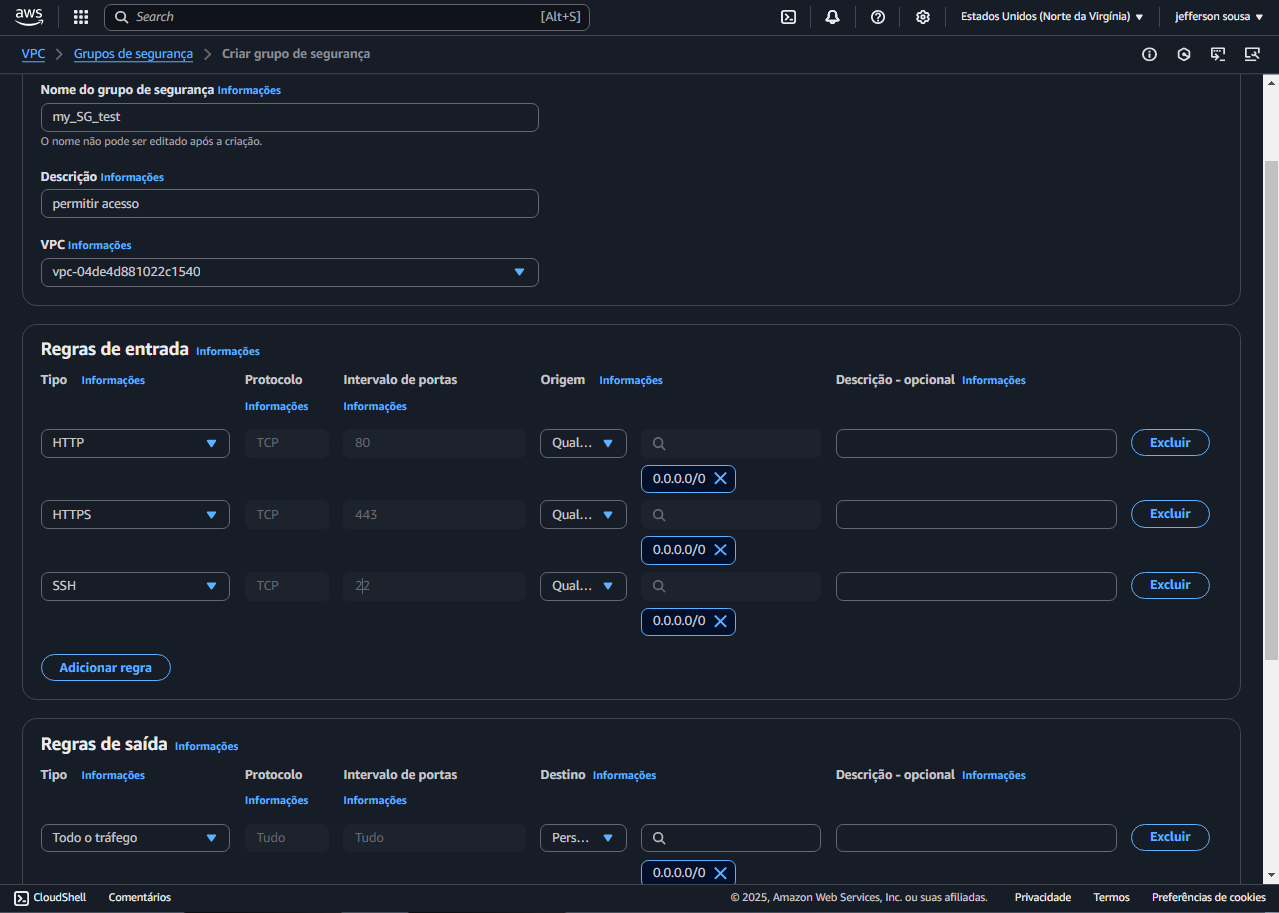 aws Search [Alt+S] Estados Unidos (Norte da Virgínia) jefferson sousa
VPC Grupos de segurança Criar grupo de segurança
Nome do grupo de segurança Informações
my_SG_test
O nome não pode ser editado após a criação.
Descrição Informações
permitir acesso
VPC Informações
vpc-04de4d881022c1540
Regras de entrada Informações
Tipo Informações Protocolo Intervalo de portas Origem Informações Descrição - opcional Informações
Informações Informações
HTTP TCP 80 Qual... Excluir
0.0.0.0/0
HTTPS TCP 443 Qual... Excluir
0.0.0.0/0
SSH TCP 22 Qual... Excluir
0.0.0.0/0
Adicionar regra
Regras de saída Informações
Tipo Informações Protocolo Intervalo de portas Destino Informações Descrição - opcional Informações
Informações Informações
Todo o tráfego Tudo Tudo Pers... Excluir
0.0.0.0/0
CloudShell Comentários © 2025, Amazon Web Services, Inc. ou suas afiliadas. Privacidade Termos Preferências de cookies